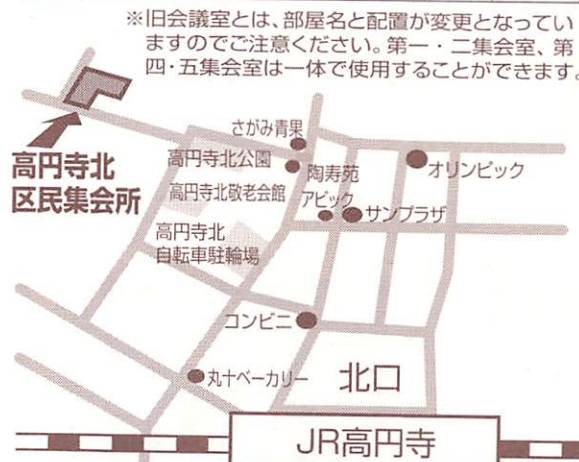 ※旧会議室とは、部屋名と配置が変更となってい
ますのでご注意ください。第一・二集会室、第
四・五集会室は一体で使用することができます。
さがみ青果
高円寺北公園
陶寿苑
オリンピック
高円寺北
区民集会所
高円寺北敬老会館
アビック
サンプラザ
高円寺北
自転車駐輪場
コンビニ
丸十ベーカリー
北口
JR高円寺